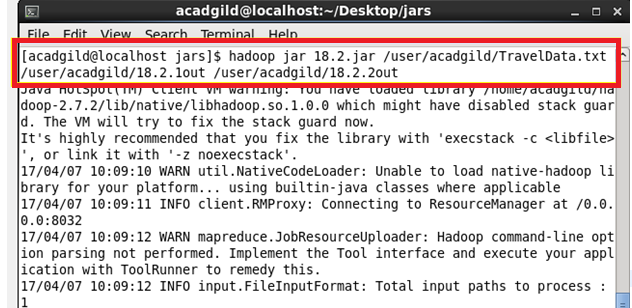 acadgild@localhost:~/Desktop/jars
File Edit View Search Terminal Help
[acadgild@localhost jars]$ hadoop jar 18.2.jar /user/acadgild/TravelData.txt
/user/acadgild/18.2.1out /user/acadgild/18.2.2out
Java HotSpot(TM) Client VM warning: You have loaded library /home/acadgild/ha
doop-2.7.2/lib/native/libhadoop.so.1.0.0 which might have disabled stack guar
d. The VM will try to fix the stack guard now.
It's highly recommended that you fix the library with 'execstack -c <libfile>
', or link it with '-z noexecstack'.
17/04/07 10:09:10 WARN util.NativeCodeLoader: Unable to load native-hadoop li
brary for your platform... using builtin-java classes where applicable
17/04/07 10:09:11 INFO client.RMProxy: Connecting to ResourceManager at /0.0.
0.0:8032
17/04/07 10:09:12 WARN mapreduce.JobResourceUploader: Hadoop command-line opt
ion parsing not performed. Implement the Tool interface and execute your appl
ication with ToolRunner to remedy this.
17/04/07 10:09:12 INFO input.FileInputFormat: Total input paths to process :
1